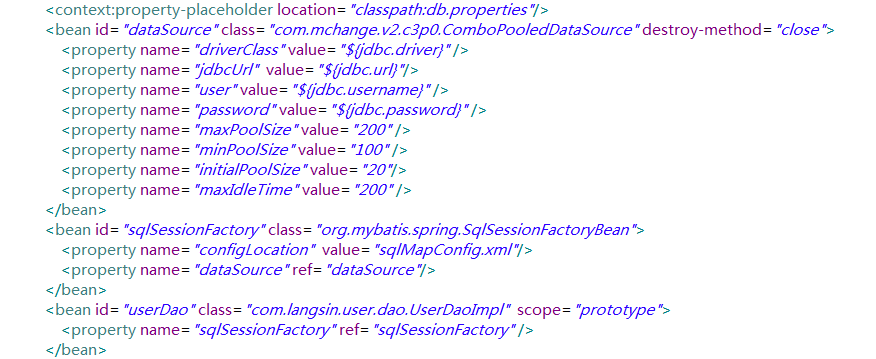 <context:property-placeholder location="classpath:db.properties"/>
<bean id="dataSource" class="com.mchange.v2.c3p0.ComboPooledDataSource" destroy-method="close">
<property name="driverClass" value="${jdbc.driver}" />
<property name="jdbcUrl" value="${jdbc.url}"/>
<property name="user" value="${jdbc.username}" />
<property name="password" value="${jdbc.password}" />
<property name="maxPoolSize" value="200" />
<property name="minPoolSize" value="100" />
<property name="initialPoolSize" value="20"/>
<property name="maxIdleTime" value="200"/>
</bean>
<bean id="sqlSessionFactory" class="org.mybatis.spring.SqlSessionFactoryBean">
<property name="configLocation" value="sqlMapConfig.xml"/>
<property name="dataSource" ref="dataSource"/>
</bean>
<bean id="userDao" class="com.langsin.user.dao.UserDaoImpl" scope="prototype">
<property name="sqlSessionFactory" ref="sqlSessionFactory" />
</bean>